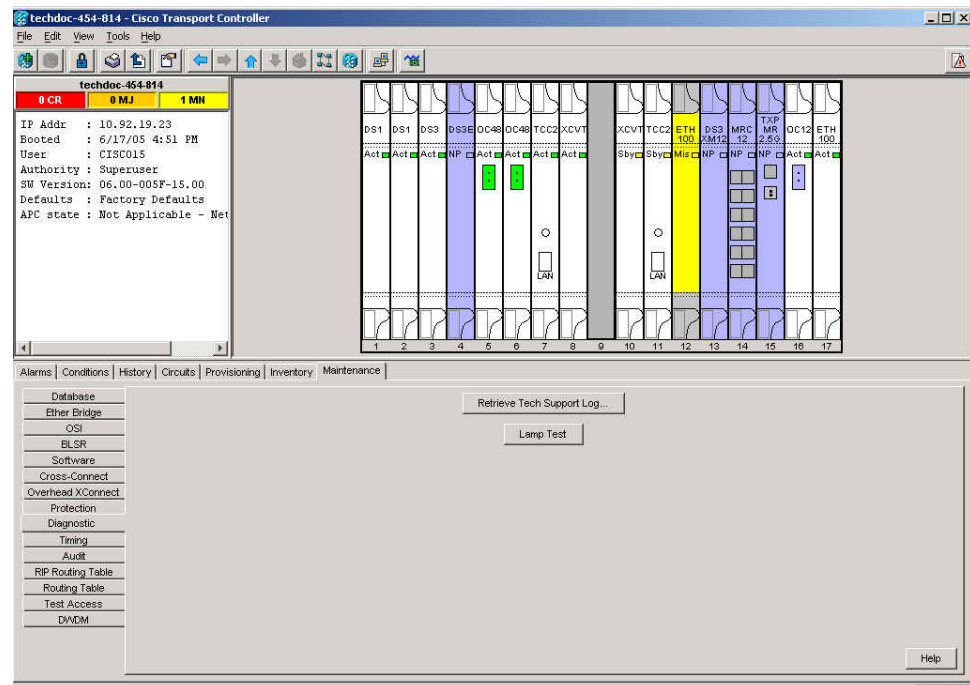 techdoc-454-814 - Cisco Transport Controller
File Edit View Tools Help
techdoc-454-814
0 CR 0 MJ 1 MN
IP Addr : 10.92.19.23
Booted : 6/17/05 4:51 PM
User : CISCO15
Authority : Superuser
SW Version: 06.00-005F-15.00
Defaults : Factory Defaults
APC state : Not Applicable - Net
DS1 DS1 DS3 DS3E OC48 OC48 TCC2 XCVT XCVT TCC2 ETH 100 DS3 XM12 MRC 12 TXP MR 2.5G OC12 ETH 100
Act Act Act NP Act Act Act Act Sby Sby Mis NP NP NP Act Act
LAN LAN
1 2 3 4 5 6 7 8 9 10 11 12 13 14 15 16 17
Alarms Conditions History Circuits Provisioning Inventory Maintenance
Database
Ether Bridge
OSI
BLSR
Software
Cross-Connect
Overhead XConnect
Protection
Diagnostic
Timing
Audit
RIP Routing Table
Routing Table
Test Access
DWDM
Retrieve Tech Support Log...
Lamp Test
Help